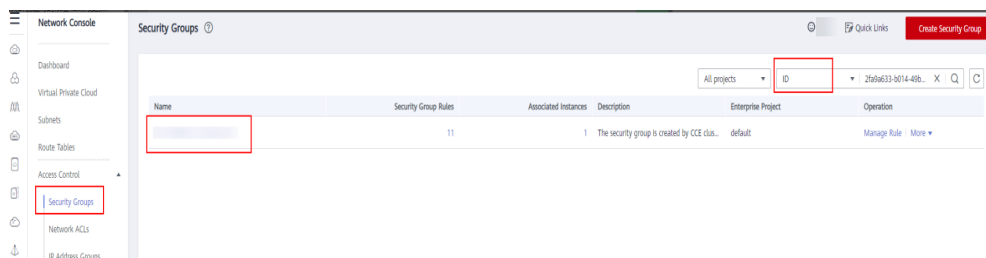 Network Console
Security Groups
Quick Links
Create Security Group
Dashboard
Virtual Private Cloud
Subnets
Route Tables
Access Control
Security Groups
Network ACLs
IP Address Groups
All projects
ID
2fa9a633-b014-49b...
Name Security Group Rules Associated Instances Description Enterprise Project Operation
11 1 The security group is created by CCE clus... default Manage Rule More